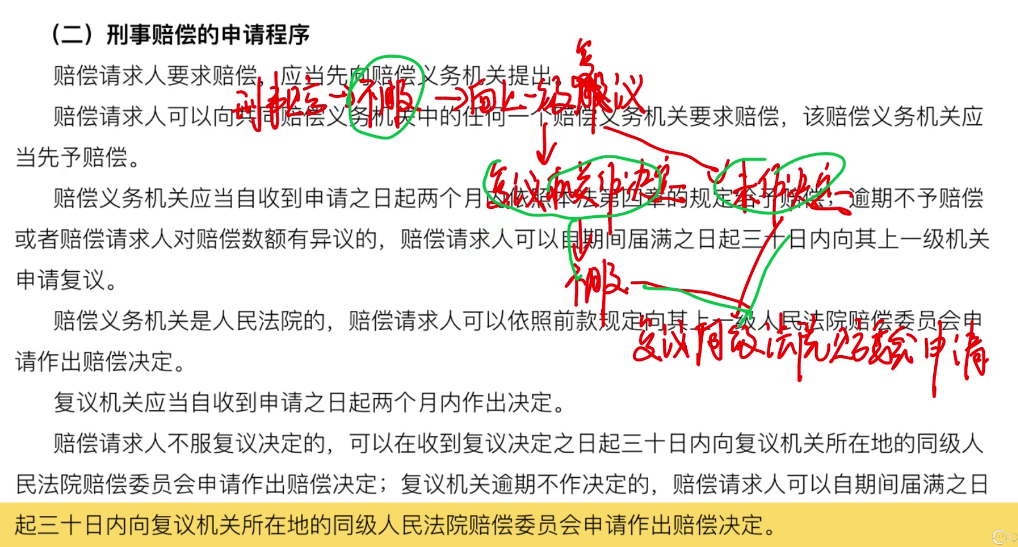 （二）刑事赔偿的申请程序
赔偿请求人要求赔偿，应当先向赔偿义务机关提出。
刑事赔偿→不服→向上一级复议
赔偿请求人可以向共同赔偿义务机关中的任何一个赔偿义务机关要求赔偿，该赔偿义务机关应
当先予赔偿。
复议机关作决定 未作决定
赔偿义务机关应当自收到申请之日起两个月内依照本法第四章的规定给予赔偿；逾期不予赔偿
或者赔偿请求人对赔偿数额有异议的，赔偿请求人可以自期间届满之日起三十日内向其上一级机关
申请复议。
不服
赔偿义务机关是人民法院的，赔偿请求人可以依照前款规定向其上一级人民法院赔偿委员会申
请作出赔偿决定。
复议同级法院赔委会申请
复议机关应当自收到申请之日起两个月内作出决定。
赔偿请求人不服复议决定的，可以在收到复议决定之日起三十日内向复议机关所在地的同级人
民法院赔偿委员会申请作出赔偿决定；复议机关逾期不作决定的，赔偿请求人可以自期间届满之日
起三十日内向复议机关所在地的同级人民法院赔偿委员会申请作出赔偿决定。